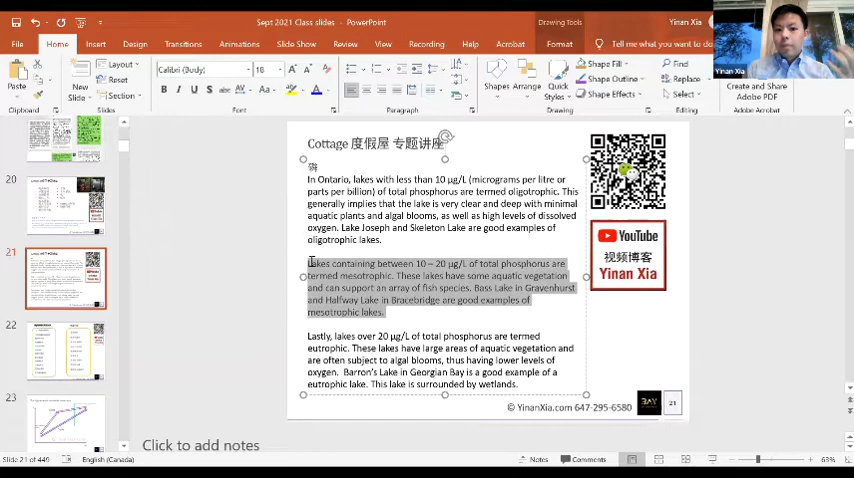 Sept 2021 Class slides - PowerPoint
Drawing Tools
Yinan Xia
File Home Insert Draw Design Transitions Animations Slide Show Review View Recording Help Acrobat Format Tell me what you want to do
Paste
New
Slide
Layout
Reset
Section
Calibri (Body) 18
Shapes Arrange Quick
Styles
Shape Fill
Shape Outline
Shape Effects
Find
Replace
Select
Create and Share
Adobe PDF
Clipboard Slides Font Paragraph Drawing Editing Adobe Acrobat
Yinan Xia
20
21
22
23
Cottage 度假屋 专题讲座
磷
In Ontario, lakes with less than 10 µg/L (micrograms per litre or
parts per billion) of total phosphorus are termed oligotrophic. This
generally implies that the lake is very clear and deep with minimal
aquatic plants and algal blooms, as well as high levels of dissolved
oxygen. Lake Joseph and Skeleton Lake are good examples of
oligotrophic lakes.
Lakes containing between 10 – 20 µg/L of total phosphorus are
termed mesotrophic. These lakes have some aquatic vegetation
and can support an array of fish species. Bass Lake in Gravenhurst
and Halfway Lake in Bracebridge are good examples of
mesotrophic lakes.
Lastly, lakes over 20 µg/L of total phosphorus are termed
eutrophic. These lakes have large areas of aquatic vegetation and
are often subject to algal blooms, thus having lower levels of
oxygen. Barron's Lake in Georgian Bay is a good example of a
eutrophic lake. This lake is surrounded by wetlands.
YouTube
视频博客
Yinan Xia
© YinanXia.com 647-295-6580
BAY
21
Click to add notes
Slide 21 of 449 English (Canada) Notes Comments 63%